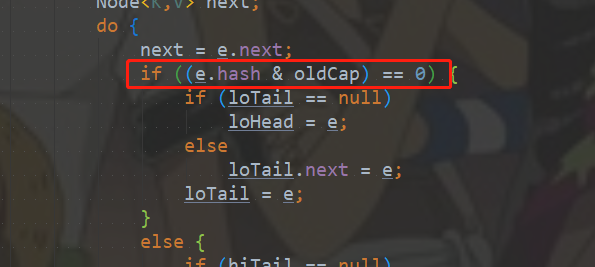 Node<K,V> next;
do {
next = e.next;
if ((e.hash & oldCap) == 0) {
if (loTail == null)
loHead = e;
else
loTail.next = e;
loTail = e;
}
else {
if (hiTail == null)